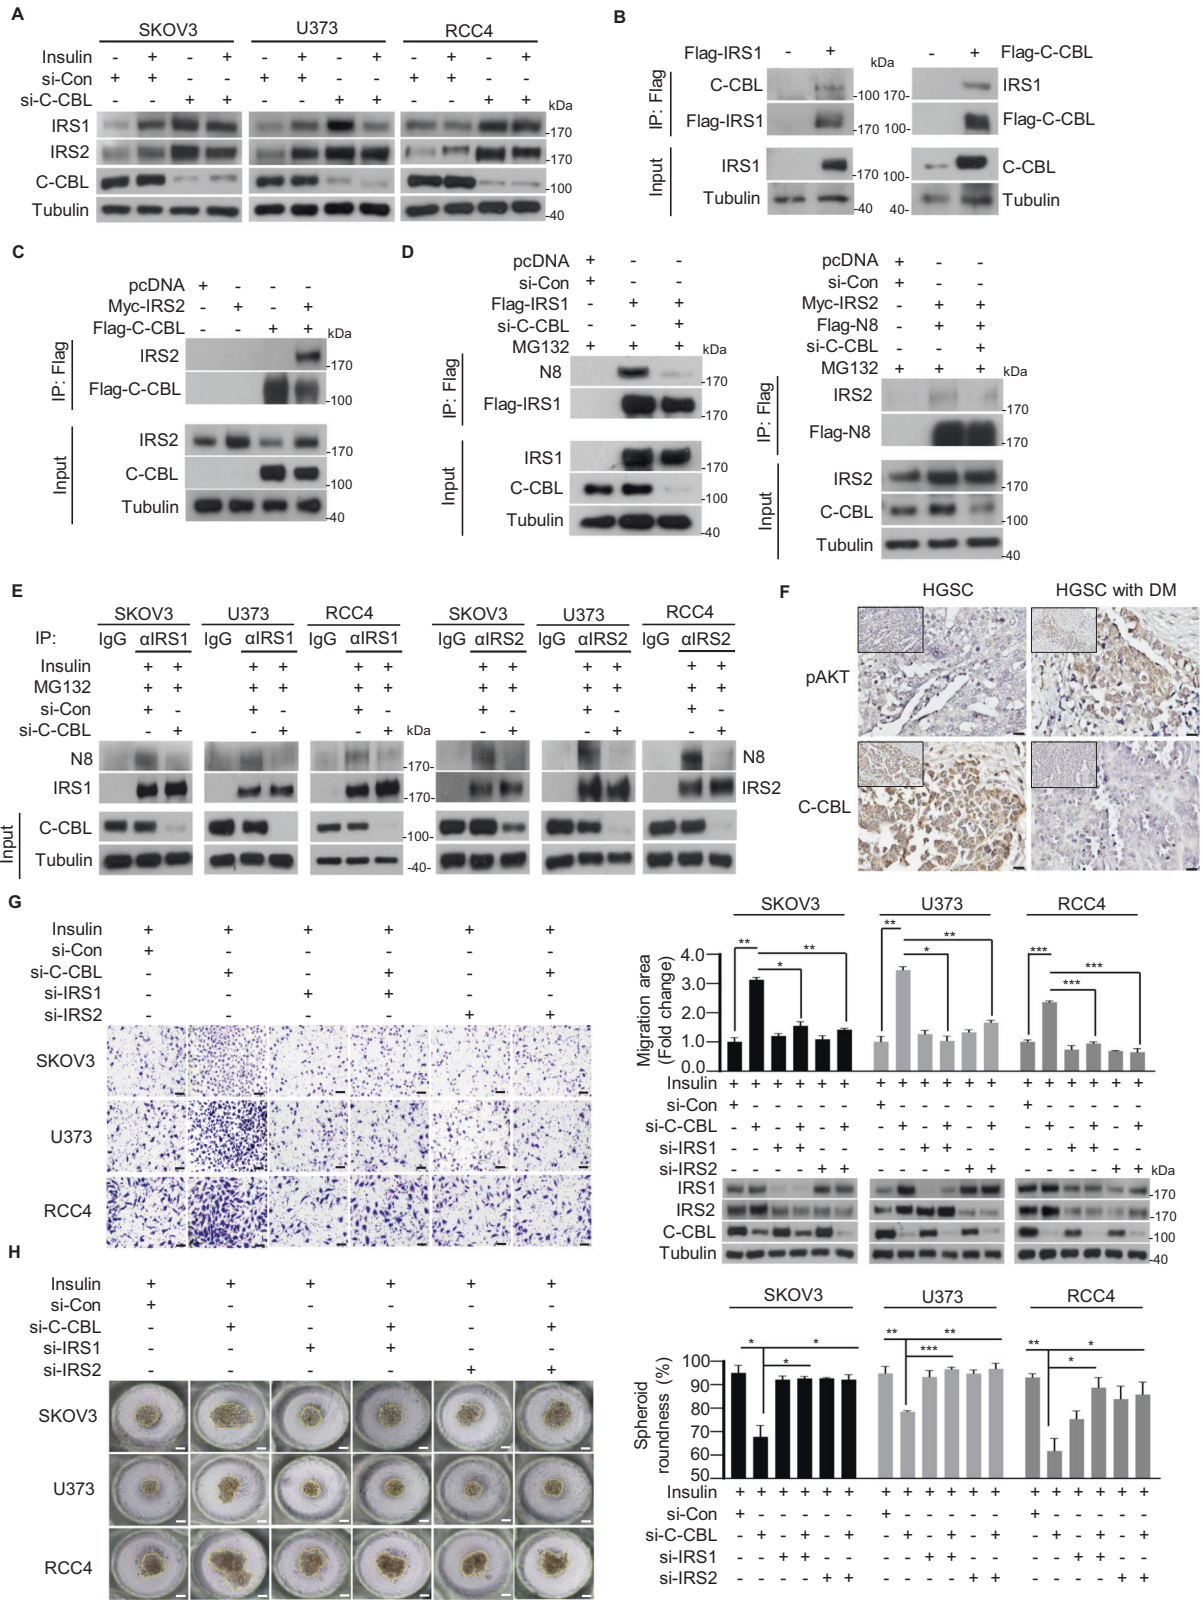 A
SKOV3 U373 RCC4
Insulin - + - + - + - + - + - +
si-Con + + - - + + - - + + - -
si-C-CBL - - + + - - + + - - + +
kDa
IRS1 -170
IRS2 -170
C-CBL -100
Tubulin -40
B
Flag-IRS1 - + kDa - + Flag-C-CBL
IP: Flag
C-CBL -100 170- IRS1
Flag-IRS1 -170 100- Flag-C-CBL
Input
IRS1 -170 100- C-CBL
Tubulin -40 40- Tubulin
C
pcDNA + - - -
Myc-IRS2 - + - +
Flag-C-CBL - - + +
kDa
IP: Flag
IRS2 -170
Flag-C-CBL -100
Input
IRS2 -170
C-CBL -100
Tubulin -40
D
pcDNA + - -
si-Con + - -
Flag-IRS1 - + +
si-C-CBL - - +
MG132 + + + kDa
IP: Flag
N8 -170
Flag-IRS1 -170
Input
IRS1 -170
C-CBL -100
Tubulin -40
pcDNA + - -
si-Con + - -
Myc-IRS2 - + +
Flag-N8 - + +
si-C-CBL - - +
MG132 + + + kDa
IP: Flag
IRS2 -170
Flag-N8 -170
Input
IRS2 -170
C-CBL -100
Tubulin -40
E
SKOV3 U373 RCC4 SKOV3 U373 RCC4
IP: IgG αIRS1 IgG αIRS1 IgG αIRS1 IgG αIRS2 IgG αIRS2 IgG αIRS2
Insulin + + + + + + + + + + + +
MG132 + + + + + + + + + + + +
si-Con + - + - + - + - + - + -
si-C-CBL - + - + - + - + - + - +
kDa
N8 -170- N8
IRS1 -170- IRS2
Input
C-CBL -100-
Tubulin -40-
F
HGSC HGSC with DM
pAKT
C-CBL
G
Insulin + + + + + +
si-Con + - - - - -
si-C-CBL - + - + - +
si-IRS1 - - + + - -
si-IRS2 - - - - + +
SKOV3
U373
RCC4
SKOV3 U373 RCC4
** ** * ** ** * *** *** ***
Migration area
(Fold change)
4.0
3.0
2.0
1.0
0.0
Insulin + + + + + + + + + + + + + + + + + +
si-Con + - - - - - + - - - - - + - - - - -
si-C-CBL - + - + - + - + - + - + - + - + - +
si-IRS1 - - + + - - - - + + - - - - + + - -
si-IRS2 - - - - + + - - - - + + - - - - + +
kDa
IRS1 -170
IRS2 -170
C-CBL -100
Tubulin -40
H
Insulin + + + + + +
si-Con + - - - - -
si-C-CBL - + - + - +
si-IRS1 - - + + - -
si-IRS2 - - - - + +
SKOV3
U373
RCC4
SKOV3 U373 RCC4
* * * ** ** *** ** * *
Spheroid
roundness (%)
100
90
80
70
60
50
Insulin + + + + + + + + + + + + + + + + + +
si-Con + - - - - - + - - - - - + - - - - -
si-C-CBL - + - + - + - + - + - + - + - + - +
si-IRS1 - - + + - - - - + + - - - - + + - -
si-IRS2 - - - - + + - - - - + + - - - - + +